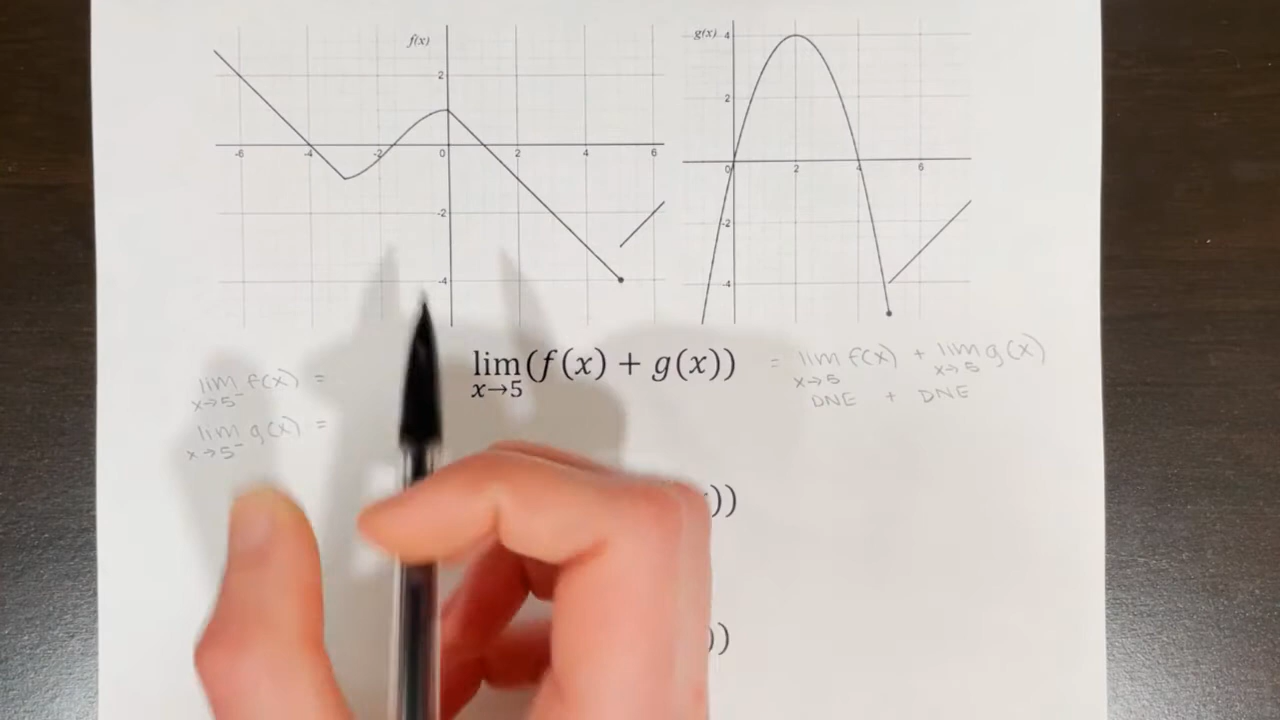 f(x)
2
-6 -4 -2 0 2 4 6
-2
-4
g(x) 4
2
0 2 4 6
-2
-4
lim x→5 (f(x) + g(x)) = lim x→5 f(x) + lim x→5 g(x)
DNE + DNE
lim x→5⁻ f(x) =
lim x→5⁻ g(x) =
))
))